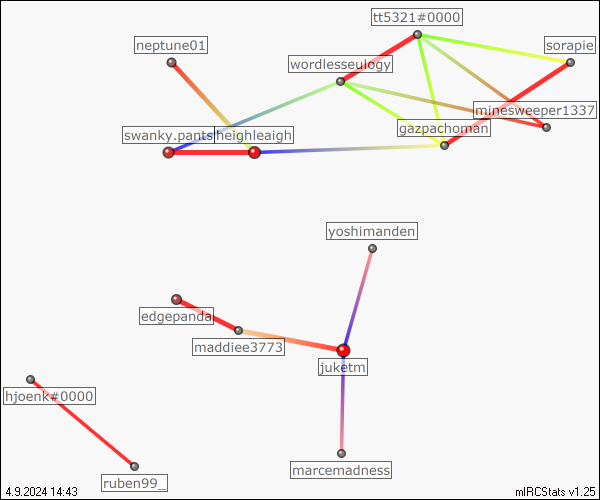 tt5321#0000
neptune01
sorapie
wordlesseulogy
minesweeper1337
gazpachoman
swanky.pants
heighleaigh
yoshimanden
edgepanda
maddiee3773
juketm
hjoenk#0000
marcemadness
ruben99_
4.9.2024 14:43
mIRCStats v1.25